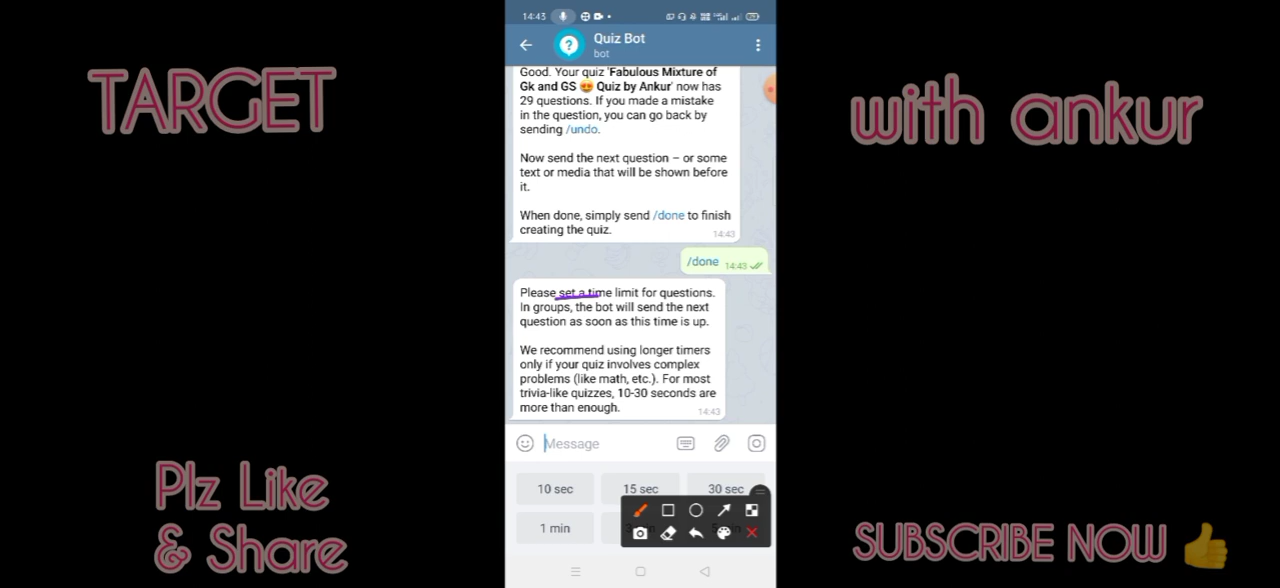 TARGET
with ankur
14:43
Quiz Bot
bot
Good. Your quiz 'Fabulous Mixture of
Gk and GS 😍 Quiz by Ankur' now has
29 questions. If you made a mistake
in the question, you can go back by
sending /undo.
Now send the next question – or some
text or media that will be shown before
it.
When done, simply send /done to finish
creating the quiz.
14:43
/done 14:43
Please set a time limit for questions.
In groups, the bot will send the next
question as soon as this time is up.
We recommend using longer timers
only if your quiz involves complex
problems (like math, etc.). For most
trivia-like quizzes, 10-30 seconds are
more than enough.
14:43
Message
10 sec
15 sec
30 sec
1 min
Plz Like
& Share
SUBSCRIBE NOW 👍